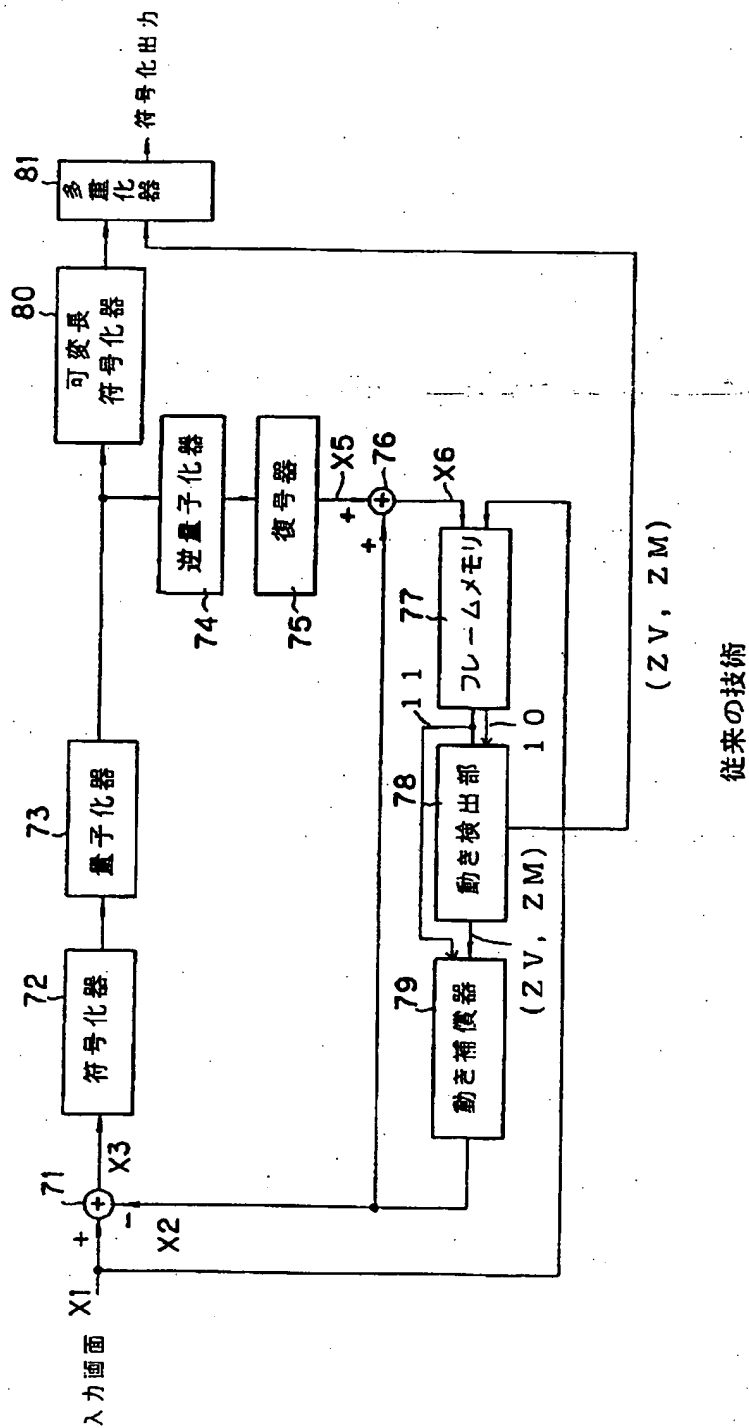 入力画面
X1
+
71
-
X2
X3
72
符号化器
73
量子化器
80
可変長
符号化器
81
多重化器
符号化出力
逆量子化器
74
復号器
75
X5
+
76
+
X6
フレームメモリ
77
11
10
動き検出部
78
(ZV, ZM)
動き補償器
79
(ZV, ZM)
従来の技術